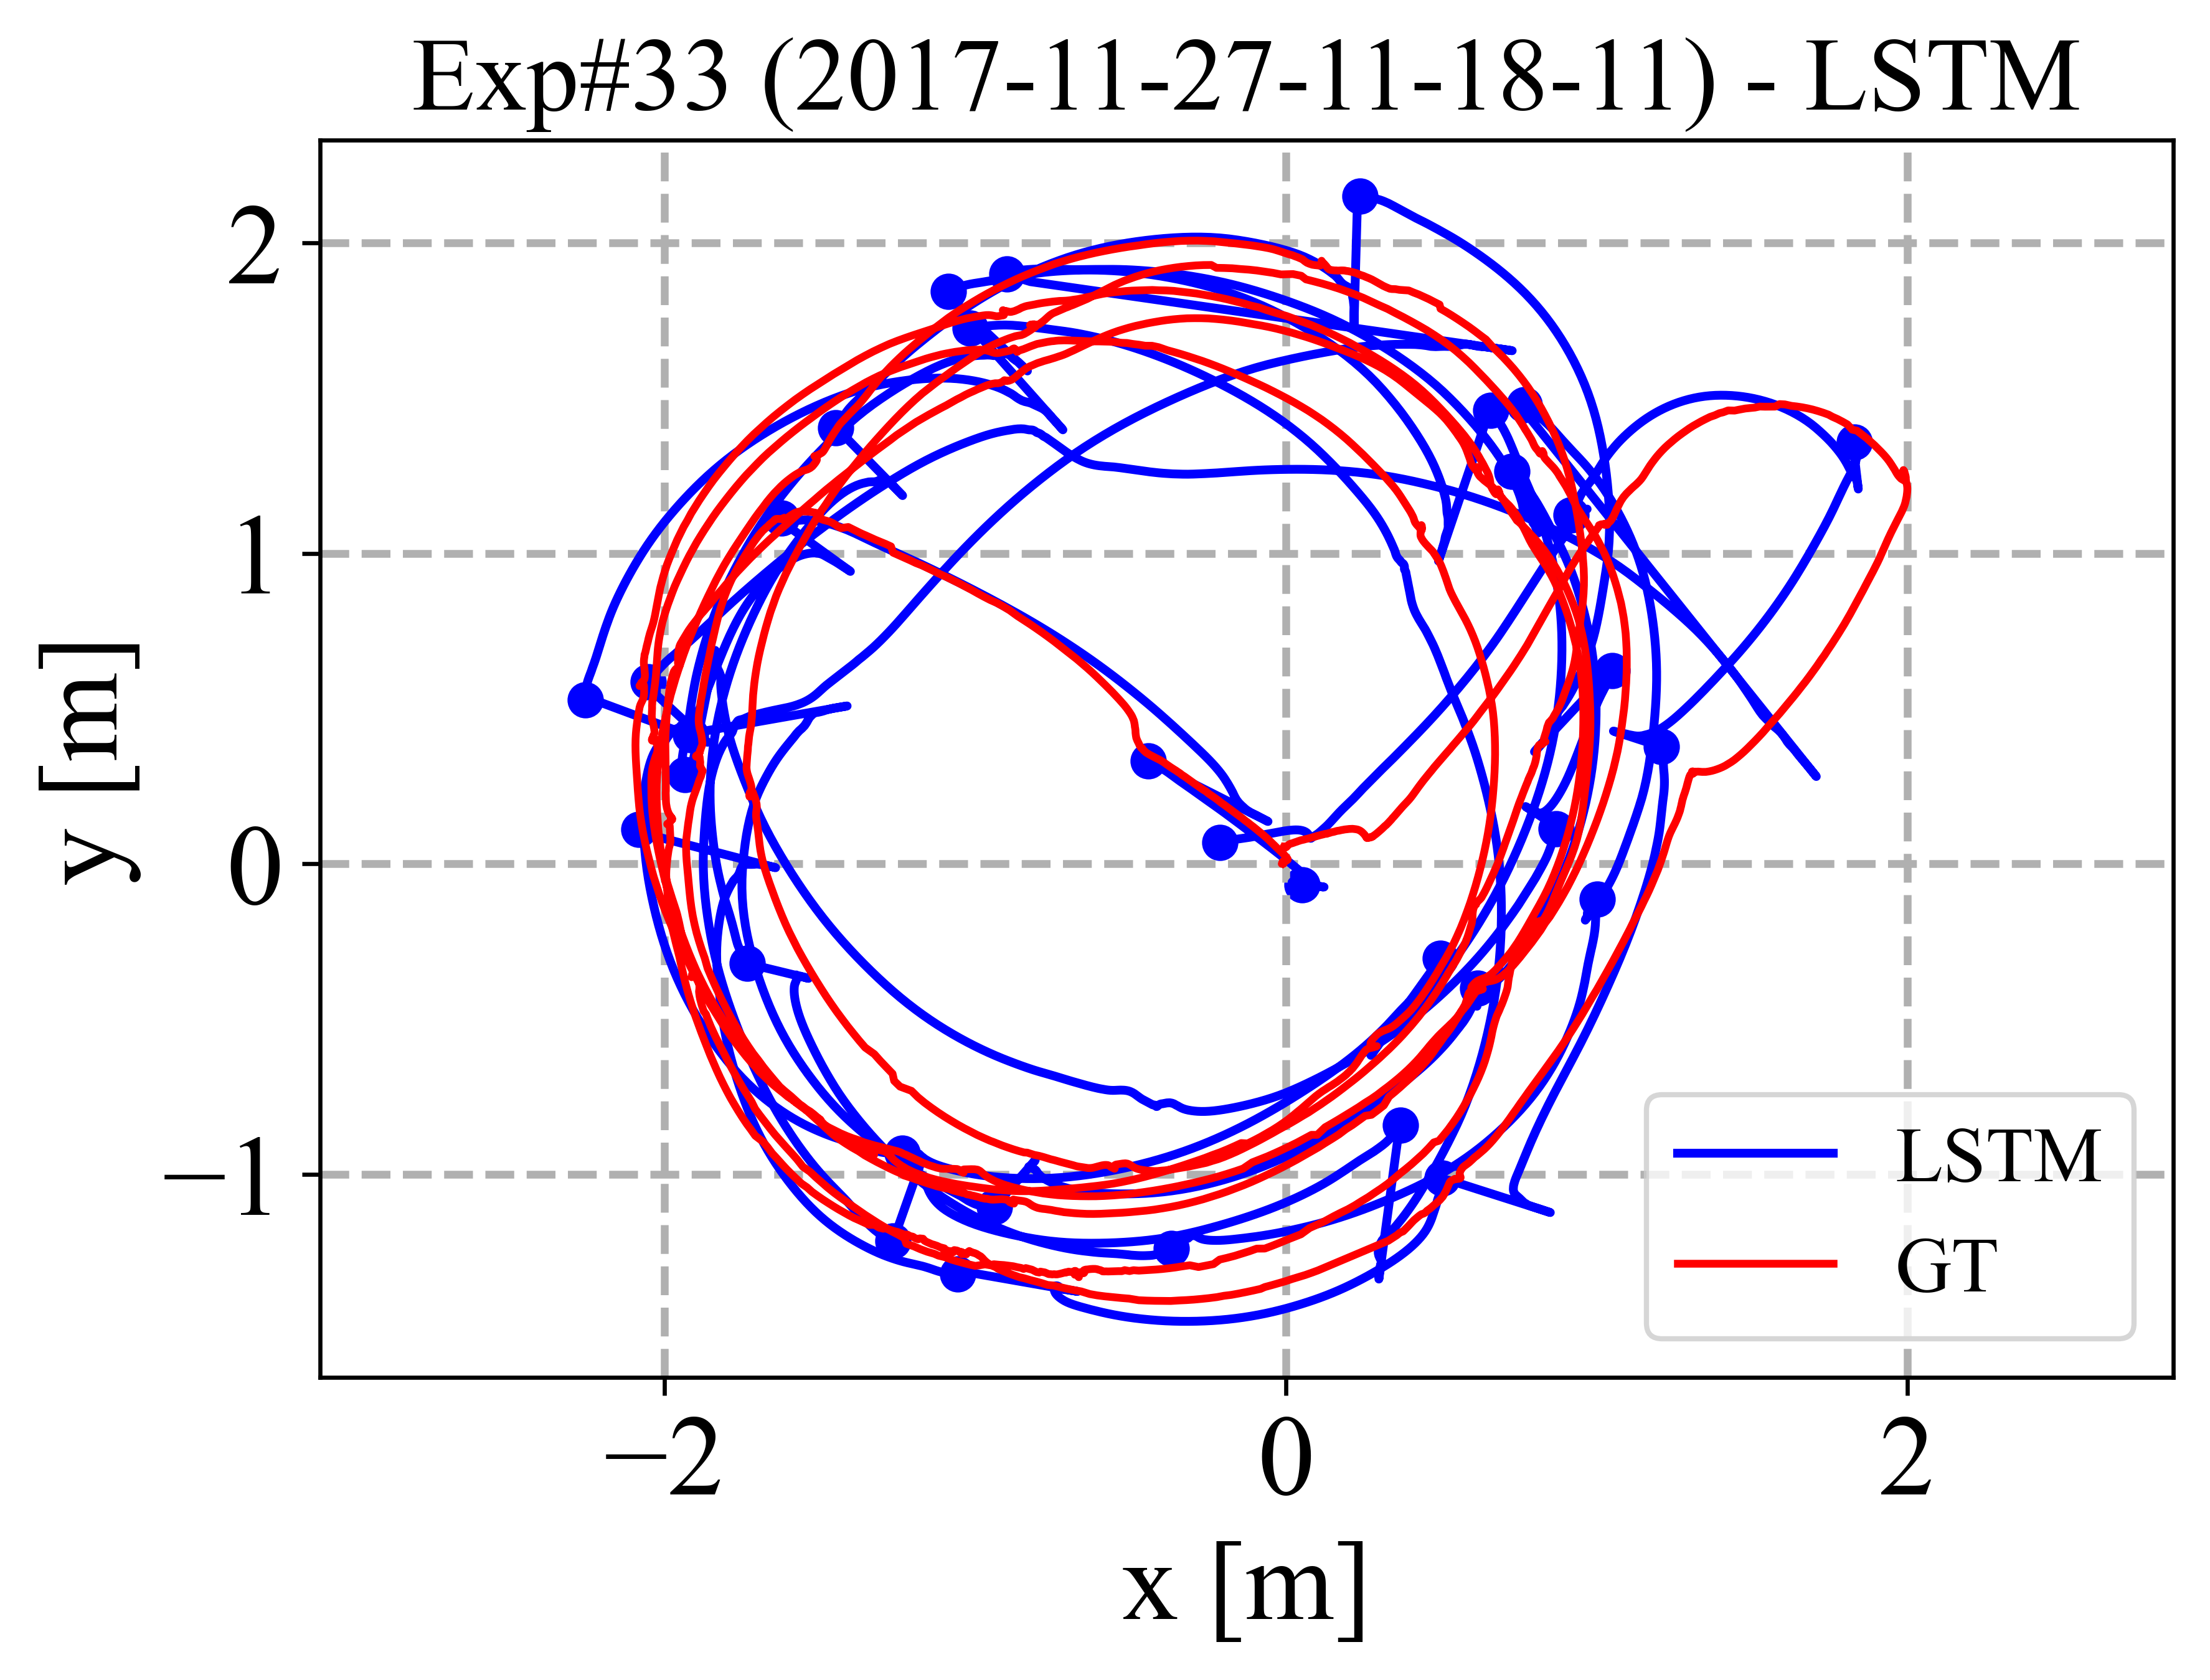 Exp#33 (2017-11-27-11-18-11) - LSTM
2
1
0
−1
y [m]
−2
0
2
x [m]
LSTM
GT